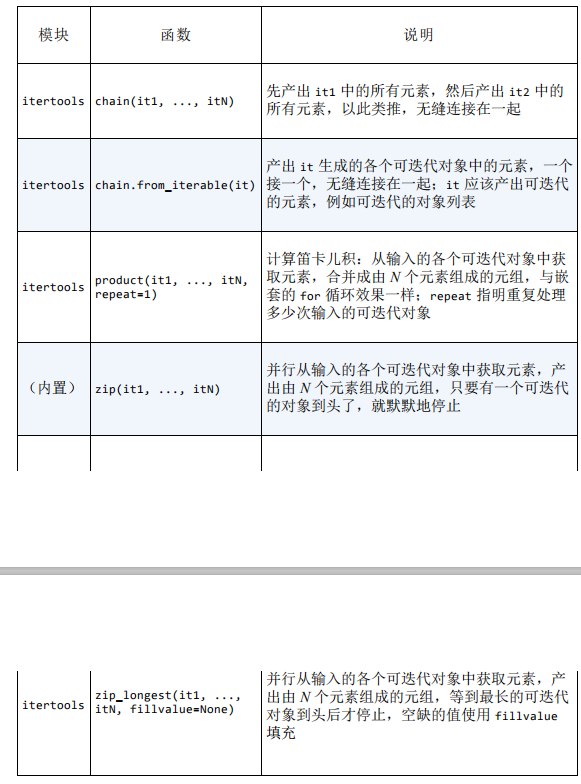 模块 函数 说明
itertools chain(it1, ..., itN) 先产出 it1 中的所有元素，然后产出 it2 中的
所有元素，以此类推，无缝连接在一起
产出 it 生成的各个可迭代对象中的元素，一个
itertools chain.from_iterable(it) 接一个，无缝连接在一起；it 应该产出可迭代
的元素，例如可迭代的对象列表
计算笛卡儿积：从输入的各个可迭代对象中获
itertools product(it1, ..., itN, 取元素，合并成由 N 个元素组成的元组，与嵌
repeat=1) 套的 for 循环效果一样；repeat 指明重复处理
多少次输入的可迭代对象
并行从输入的各个可迭代对象中获取元素，产
（内置） zip(it1, ..., itN) 出由 N 个元素组成的元组，只要有一个可迭代
的对象到头了，就默默地停止
并行从输入的各个可迭代对象中获取元素，产
itertools zip_longest(it1, ..., 出由 N 个元素组成的元组，等到最长的可迭代
itN, fillvalue=None) 对象到头后才停止，空缺的值使用 fillvalue
填充